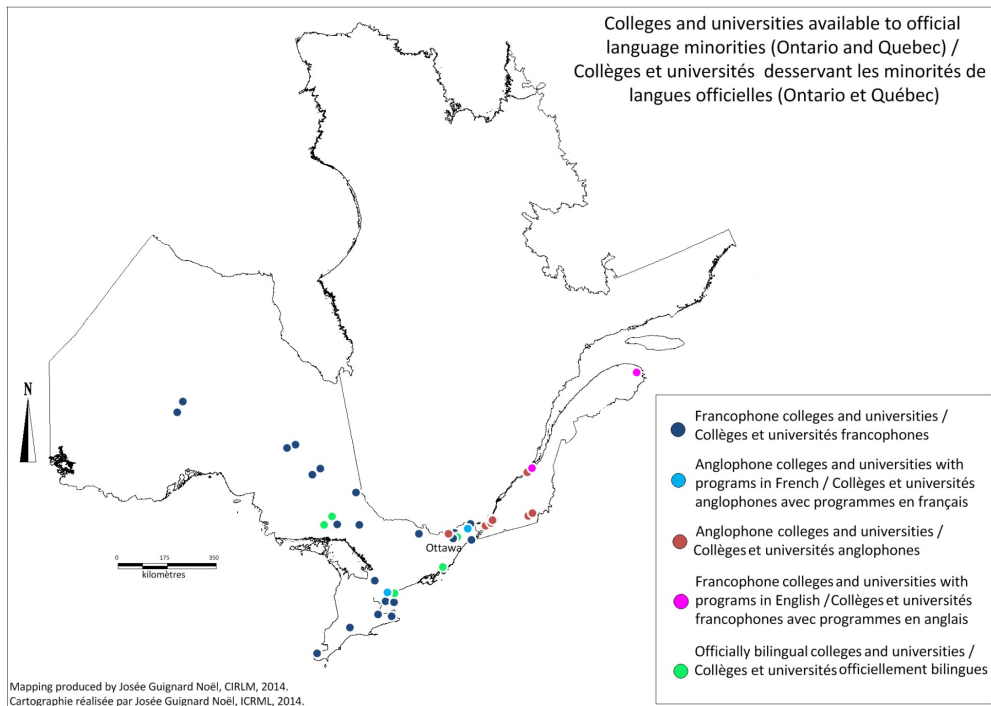 Colleges and universities available to official
language minorities (Ontario and Quebec) /
Collèges et universités desservant les minorités de
langues officielles (Ontario et Québec)
N
Ottawa
0 175 350
kilomètres
Francophone colleges and universities /
Collèges et universités francophones
Anglophone colleges and universities with
programs in French / Collèges et universités
anglophones avec programmes en français
Anglophone colleges and universities /
Collèges et universités anglophones
Francophone colleges and universities with
programs in English / Collèges et universités
francophones avec programmes en anglais
Officially bilingual colleges and universities /
Collèges et universités officiellement bilingues
Mapping produced by Josée Guignard Noël, CIRLM, 2014.
Cartographie réalisée par Josée Guignard Noël, ICRML, 2014.